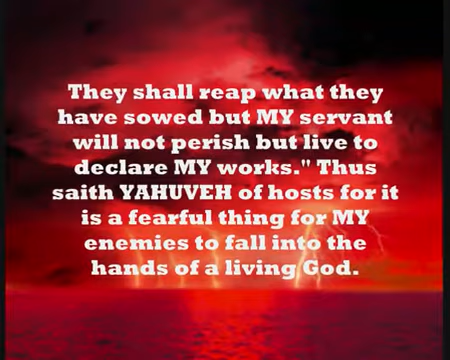 They shall reap what they
have sowed but MY servant
will not perish but live to
declare MY works." Thus
saith YAHUVEH of hosts for it
is a fearful thing for MY
enemies to fall into the
hands of a living God.